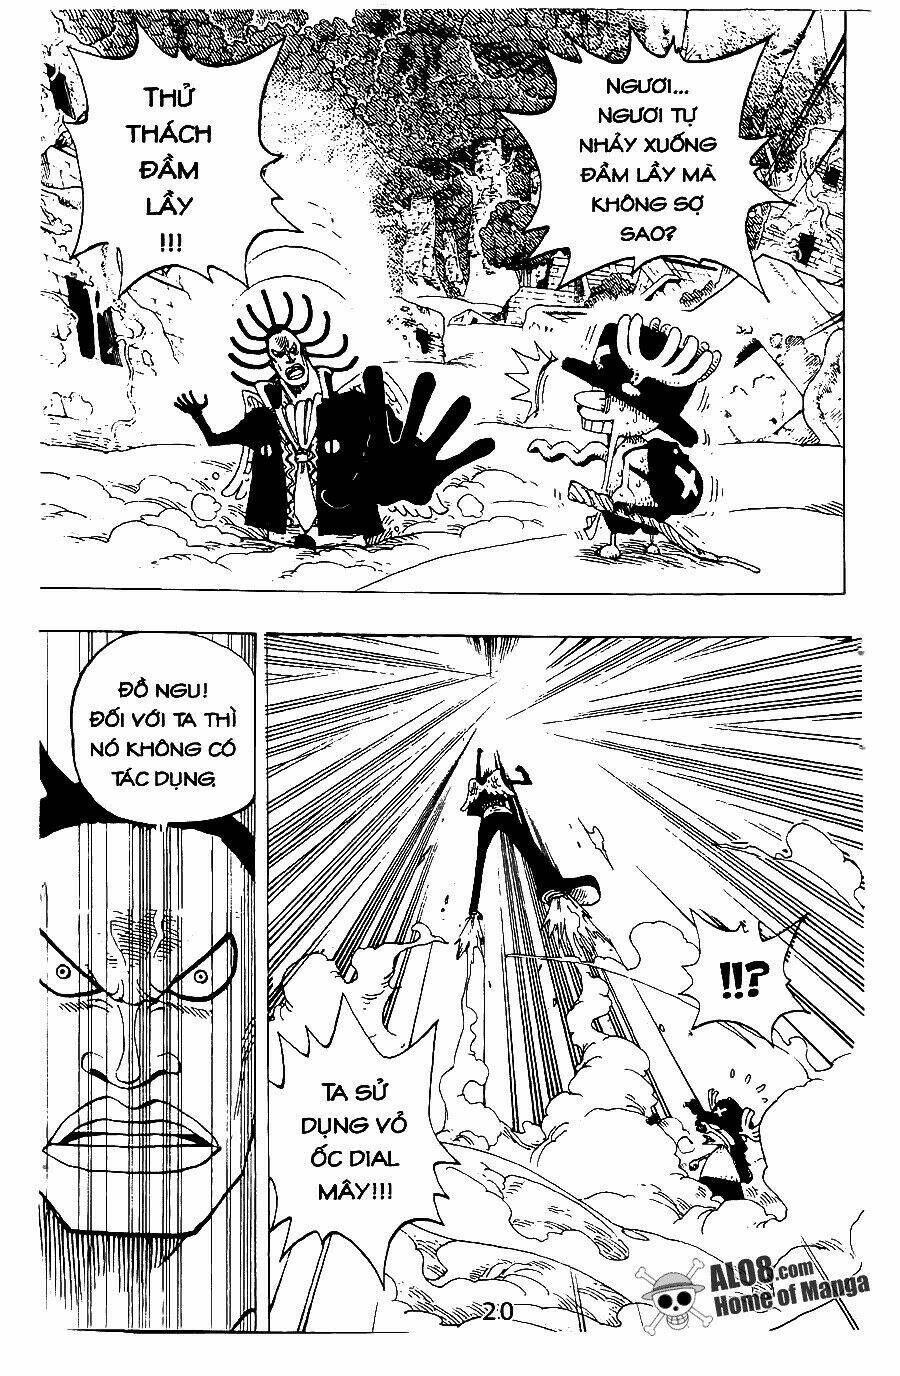 NGƯƠI...
NGƯƠI TỰ
NHẢY XUỐNG
ĐẦM LẦY MÀ
KHÔNG SỢ
SAO?
THỬ
THÁCH
ĐẦM
LẦY
!!!
ĐỒ NGU!
ĐỐI VỚI TA THÌ
NÓ KHÔNG CÓ
TÁC DỤNG.
!!?
TA SỬ
DỤNG VỎ
ỐC DIAL
MÂY!!!
20
ALO8.com
Home of Manga